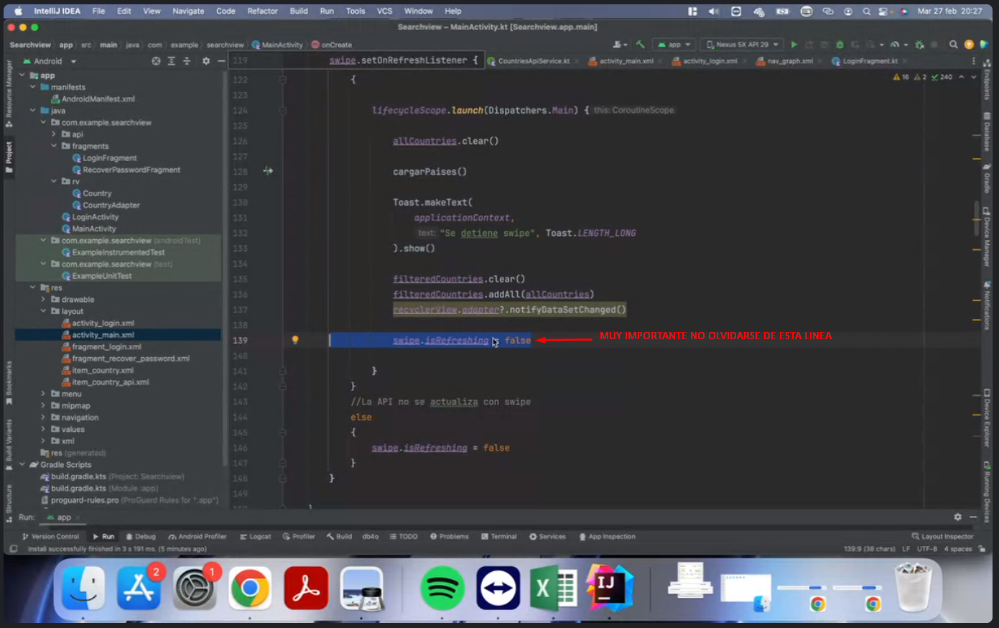 IntelliJ IDEA File Edit View Navigate Code Refactor Build Run Tools VCS Window Help Mar 27 feb 20:27
Searchview – MainActivity.kt [Searchview.app.main]
Searchview app src main java com example searchview MainActivity onCreate app Nexus 5X API 29
Android
119 swipe.setOnRefreshListener { CountriesApiService.kt activity_main.xml activity_login.xml nav_graph.xml LoginFragment.kt
16 2 240
Resource Manager
Project
Bookmarks
Build Variants
Structure
app
manifests
AndroidManifest.xml
java
com.example.searchview
api
fragments
LoginFragment
RecoverPasswordFragment
rv
Country
CountryAdapter
LoginActivity
MainActivity
com.example.searchview (androidTest)
ExampleInstrumentedTest
com.example.searchview (test)
ExampleUnitTest
res
drawable
layout
activity_login.xml
activity_main.xml
fragment_login.xml
fragment_recover_password.xml
item_country.xml
item_country_api.xml
menu
mipmap
navigation
values
xml
res (generated)
Gradle Scripts
build.gradle.kts (Project: Searchview)
build.gradle.kts (Module :app)
proguard-rules.pro (ProGuard Rules for ":app")
122 {
123
124 lifecycleScope.launch(Dispatchers.Main) { this: CoroutineScope
125
126 allCountries.clear()
127
128 cargarPaises()
129
130 Toast.makeText(
131 applicationContext,
132 text: "Se detiene swipe", Toast.LENGTH_LONG
133 ).show()
134
135 filteredCountries.clear()
136 filteredCountries.addAll(allCountries)
137 recyclerView.adapter?.notifyDataSetChanged()
138
139 swipe.isRefreshing = false MUY IMPORTANTE NO OLVIDARSE DE ESTA LINEA
140
141 }
142 }
143 //La API no se actualiza con swipe
144 else
145 {
146 swipe.isRefreshing = false
147 }
148 }
149
Endpoints
Database
Gradle
Device Manager
Notifications
Device Explorer
Running Devices
Run: app
Version Control Run Debug Android Profiler Logcat Profiler Build db4o TODO Problems Terminal Services App Inspection Layout Inspector
Install successfully finished in 3 s 191 ms. (5 minutes ago) 139:9 (38 chars) LF UTF-8 4 spaces
2
1
X
IJ